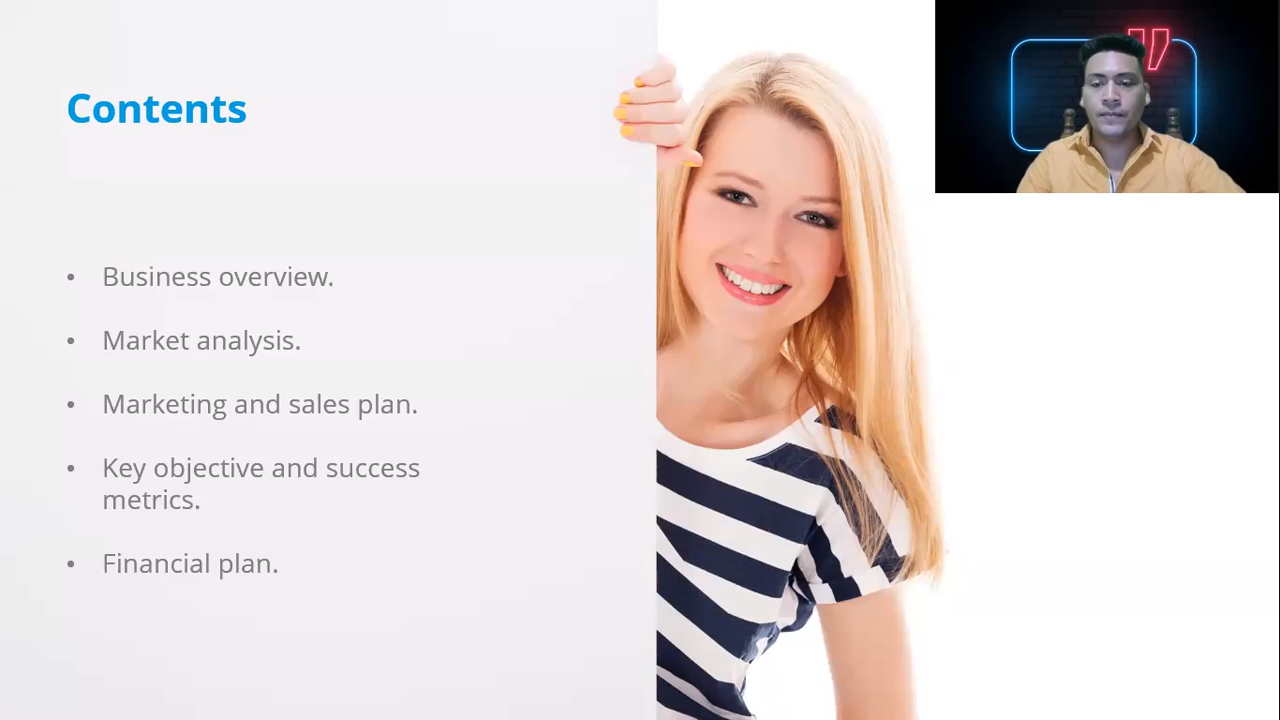 Contents
• Business overview.
• Market analysis.
• Marketing and sales plan.
• Key objective and success
metrics.
• Financial plan.